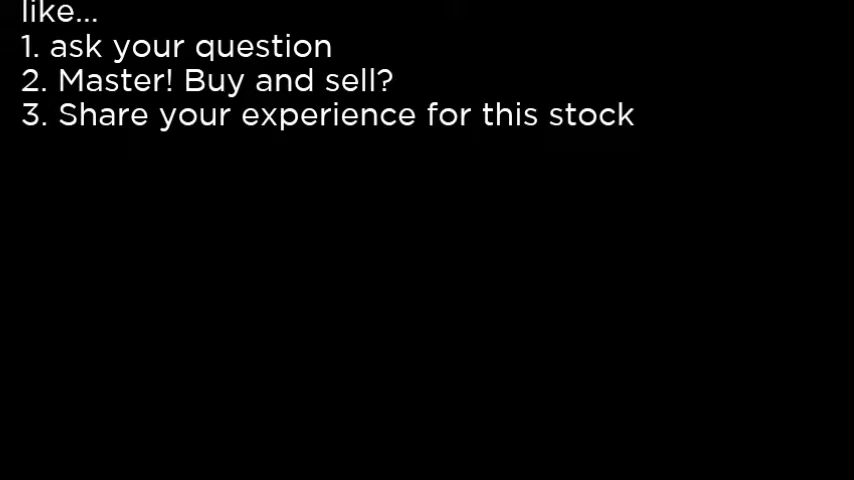 like...
1. ask your question
2. Master! Buy and sell?
3. Share your experience for this stock